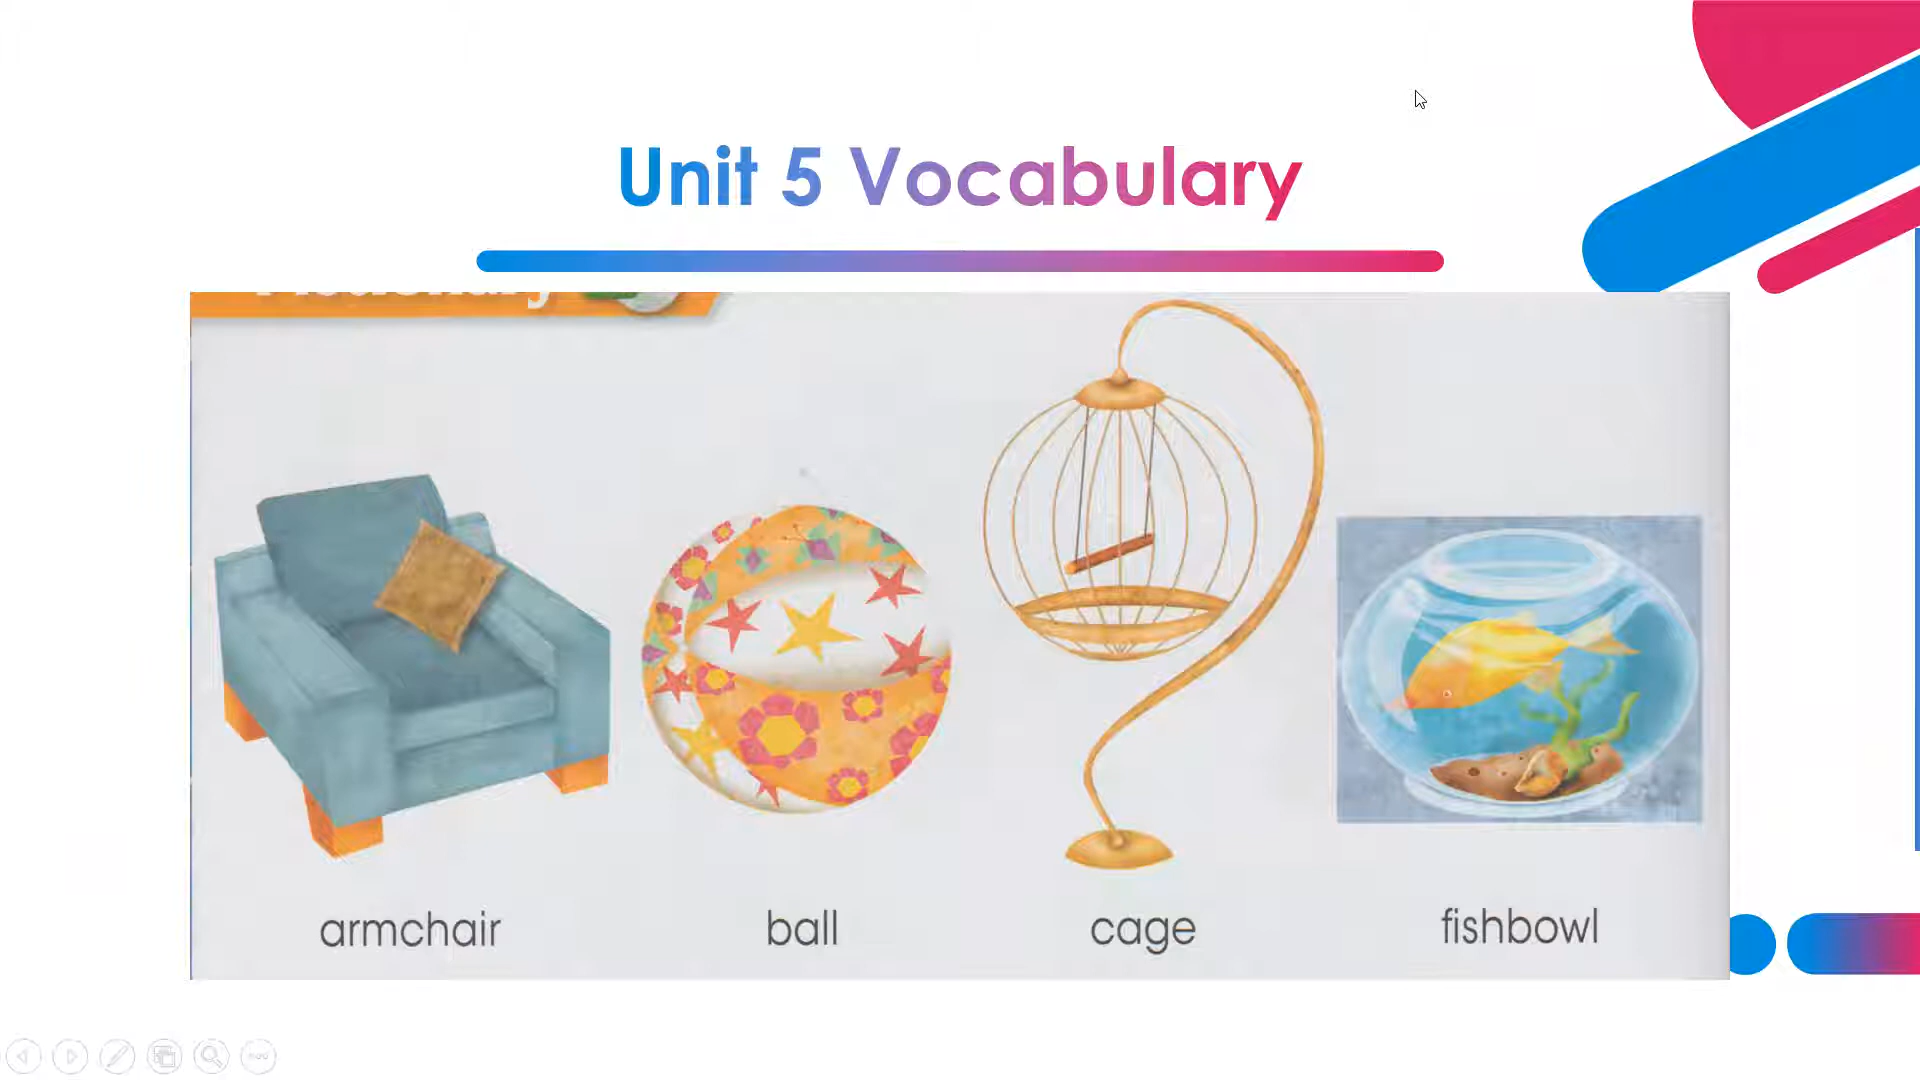 Unit 5 Vocabulary
armchair
ball
cage
fishbowl